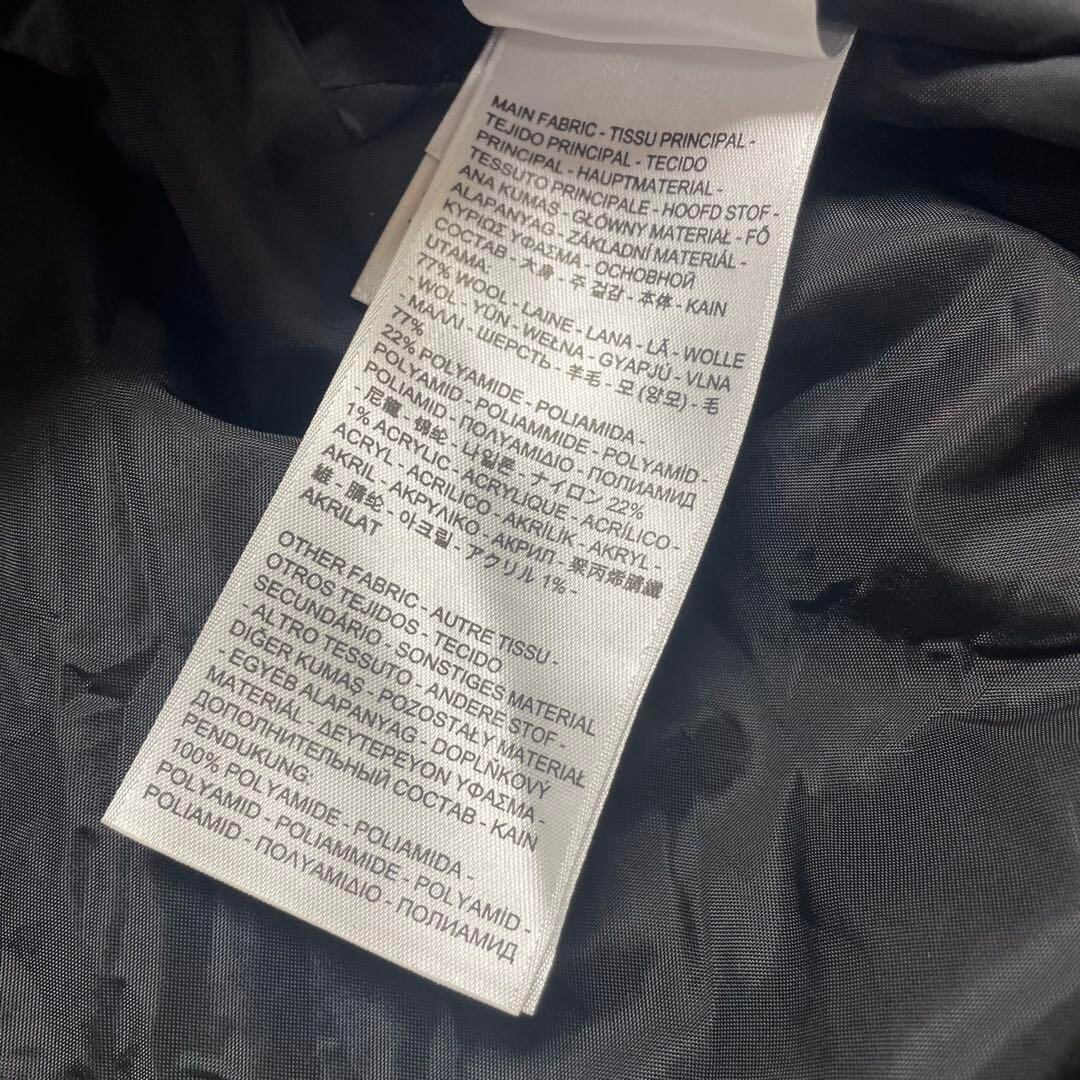 MAIN FABRIC - TISSU PRINCIPAL -
TEJIDO PRINCIPAL - TECIDO
PRINCIPAL - HAUPTMATERIAL -
TESSUTO PRINCIPALE - HOOFD STOF -
ANA KUMAŞ - GŁÓWNY MATERIAŁ - FŐ
ALAPANYAG - ZÁKLADNÍ MATERIÁL -
ΚΥΡΙΟΣ ΥΦΑΣΜΑ - ОСНОВНОЙ
СОСТАВ - 大身 - 주 겉감 - 本体 - KAIN
UTAMA:
77% WOOL - LAINE - LANA - LÃ - WOLLE
- WOL - YÜN - WEŁNA - GYAPJÚ - VLNA
- ΜΑΛΛΙ - ШЕРСТЬ - 羊毛 - 모 (양모) - 毛
77%
22% POLYAMIDE - POLIAMIDA -
POLYAMID - POLIAMMIDE - POLYAMID -
POLIAMID - ΠΟΛΥΑΜΙΔΙΟ - ПОЛИАМИД
- 尼龍 - 锦纶 - 나일론 - ナイロン 22%
1% ACRYLIC - ACRYLIQUE - ACRÍLICO -
ACRYL - ACRILICO - AKRİLİK - AKRYL -
AKRIL - ΑΚΡΥΛΙΚΟ - АКРИЛ - 聚丙烯腈纖
維 - 腈纶 - 아크릴 - アクリル 1% -
AKRILAT
OTHER FABRIC - AUTRE TISSU -
OTROS TEJIDOS - TECIDO
SECUNDÁRIO - SONSTIGES MATERIAL
- ALTRO TESSUTO - ANDERE STOF -
DIĞER KUMAŞ - POZOSTAŁY MATERIAŁ
- EGYÉB ALAPANYAG - DOPLŇKOVÝ
MATERIÁL - ΔΕΥΤΕΡΕΥΟΝ ΥΦΑΣΜΑ -
ДОПОЛНИТЕЛЬНЫЙ СОСТАВ - KAIN
PENDUKUNG:
100% POLYAMIDE - POLIAMIDA -
POLYAMID - POLIAMMIDE - POLYAMID -
POLIAMID - ΠΟΛΥΑΜΙΔΙΟ - ПОЛИАМИД